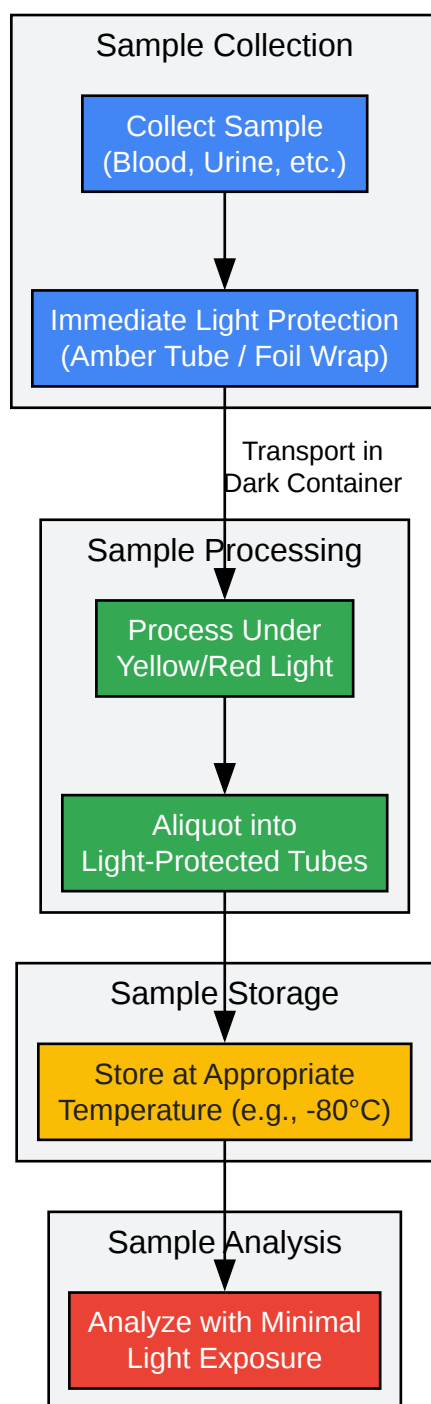 Sample Collection
Collect Sample
(Blood, Urine, etc.)
Immediate Light Protection
(Amber Tube / Foil Wrap)
Transport in
Dark Container
Sample Processing
Process Under
Yellow/Red Light
Aliquot into
Light-Protected Tubes
Sample Storage
Store at Appropriate
Temperature (e.g., -80°C)
Sample Analysis
Analyze with Minimal
Light Exposure